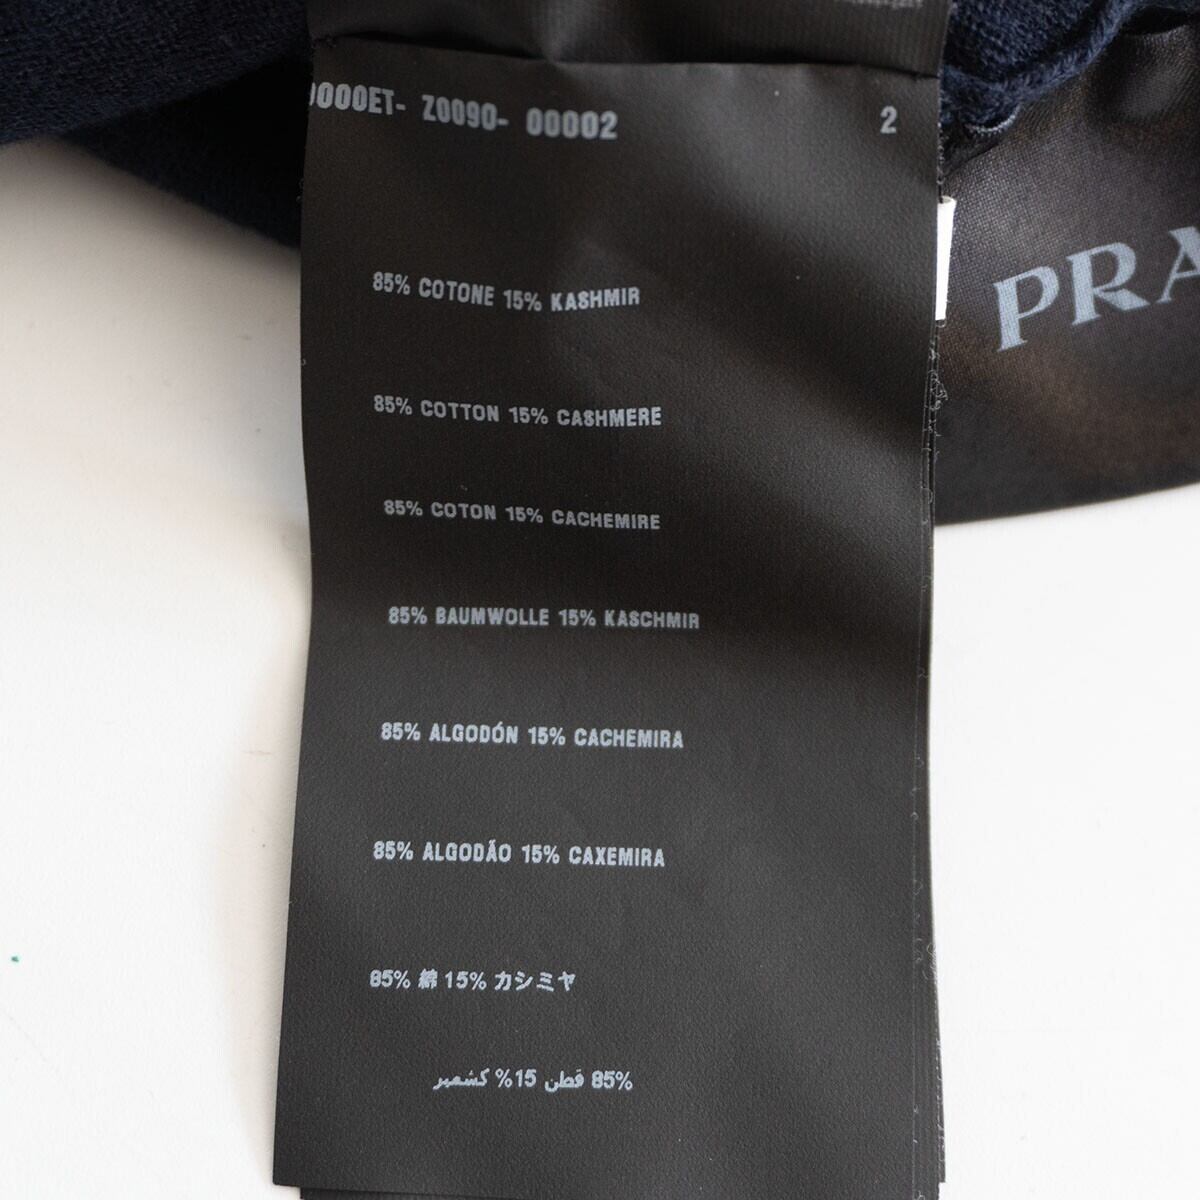 0000ET- Z0090- 00002 2
PRA
85% COTONE 15% KASHMIR
85% COTTON 15% CASHMERE
85% COTON 15% CACHEMIRE
85% BAUMWOLLE 15% KASCHMIR
85% ALGODÓN 15% CACHEMIRA
85% ALGODÃO 15% CAXEMIRA
85% 綿 15% カシミヤ
85% قطن 15% كشمير